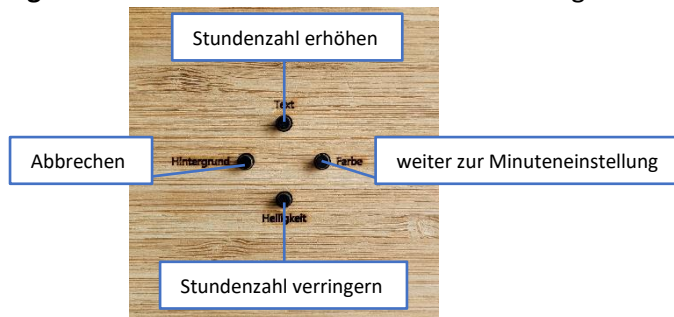 Stundenzahl erhöhen
Text
Abbrechen
Hintergrund
Farbe
weiter zur Minuteneinstellung
Helligkeit
Stundenzahl verringern